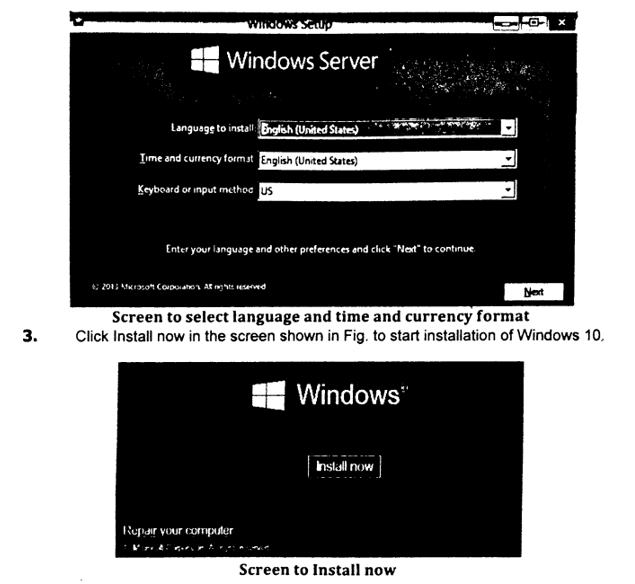 Windows Setup
Windows Server
Language to install: English (United States)
Time and currency format English (United States)
Keyboard or input method US
Enter your language and other preferences and click "Next" to continue.
© 2013 Microsoft Corporation. All rights reserved
Next
Screen to select language and time and currency format
3. Click Install now in the screen shown in Fig. to start installation of Windows 10.
Windows
Install now
Repair your computer
Screen to Install now